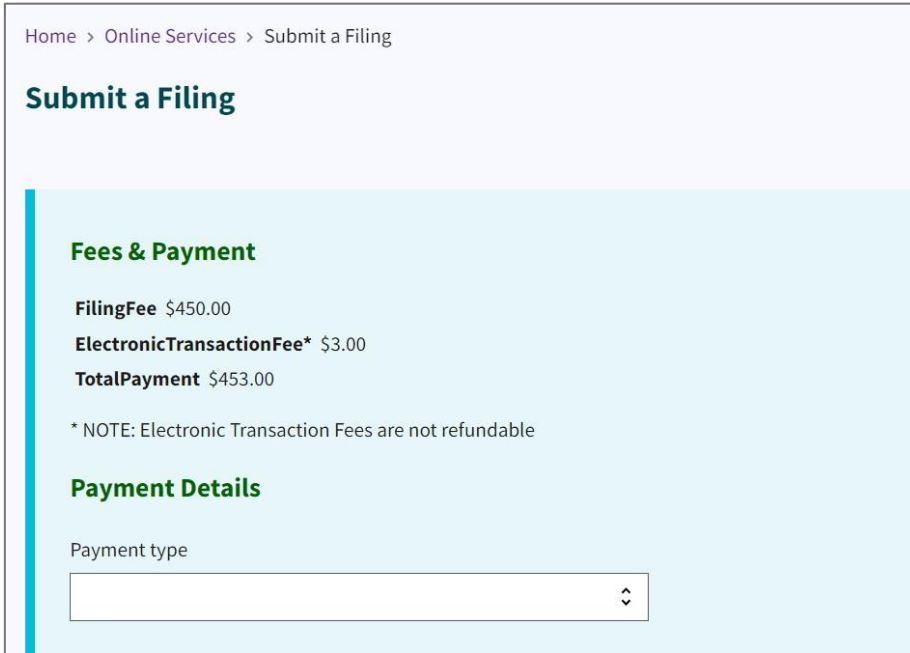 Home > Online Services > Submit a Filing
Submit a Filing
Fees & Payment
FilingFee $450.00
ElectronicTransactionFee* $3.00
TotalPayment $453.00
* NOTE: Electronic Transaction Fees are not refundable
Payment Details
Payment type